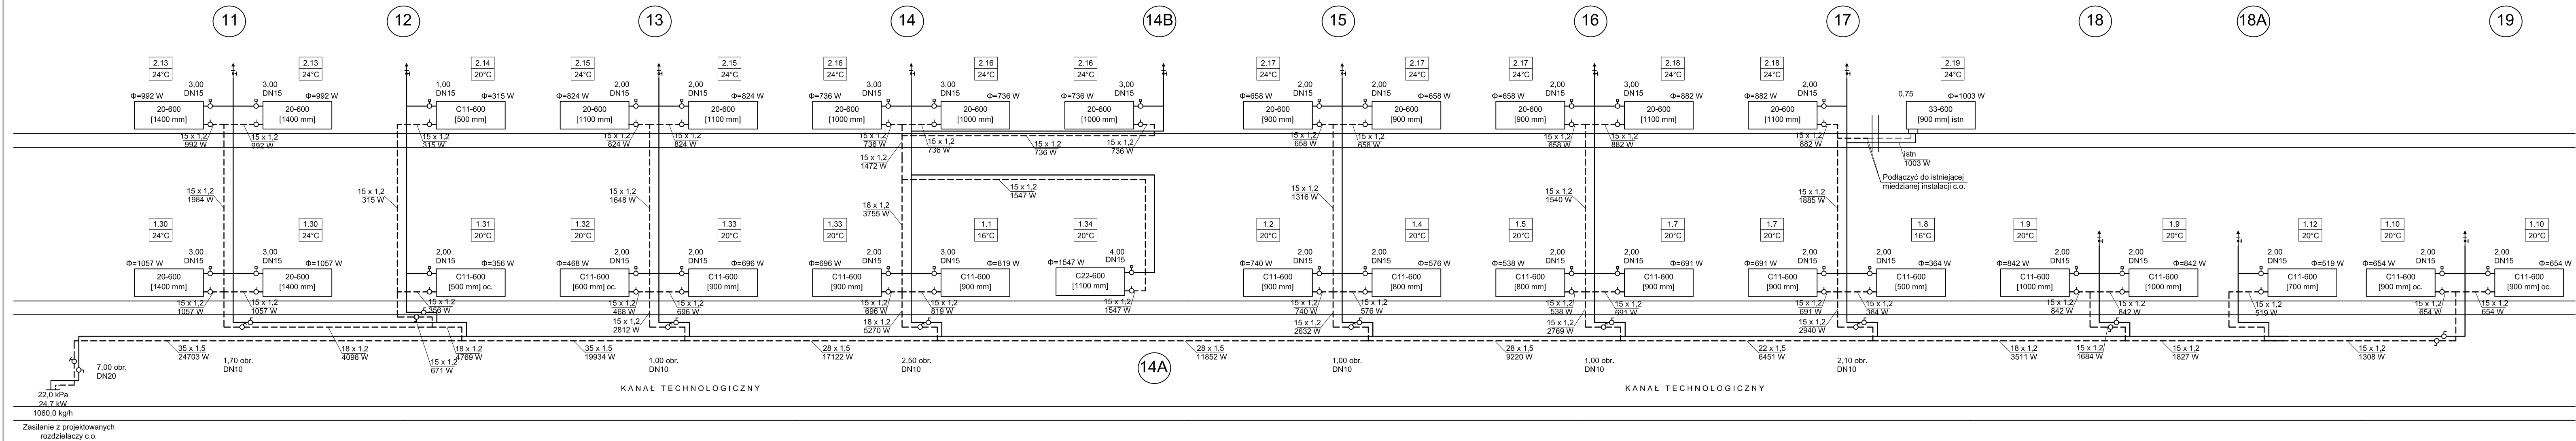 11
12
13
14
14B
15
16
17
18
18A
19
2.13
24°C
2.13
24°C
2.14
20°C
2.15
24°C
2.15
24°C
2.16
24°C
2.16
24°C
2.16
24°C
2.17
24°C
2.17
24°C
2.17
24°C
2.18
24°C
2.18
24°C
2.19
24°C
Φ=992 W
3,00
DN15
3,00
DN15
Φ=992 W
1,00
DN15
Φ=315 W
Φ=824 W
2,00
DN15
2,00
DN15
Φ=824 W
Φ=736 W
3,00
DN15
3,00
DN15
Φ=736 W
Φ=736 W
3,00
DN15
Φ=658 W
2,00
DN15
2,00
DN15
Φ=658 W
Φ=658 W
2,00
DN15
3,00
DN15
Φ=882 W
Φ=882 W
2,00
DN15
0,75
Φ=1003 W
20-600
[1400 mm]
20-600
[1400 mm]
C11-600
[500 mm]
20-600
[1100 mm]
20-600
[1100 mm]
20-600
[1000 mm]
20-600
[1000 mm]
20-600
[1000 mm]
20-600
[900 mm]
20-600
[900 mm]
20-600
[900 mm]
20-600
[1100 mm]
20-600
[1100 mm]
33-600
[900 mm] istn
15 x 1,2
992 W
15 x 1,2
992 W
15 x 1,2
315 W
15 x 1,2
824 W
15 x 1,2
824 W
15 x 1,2
736 W
15 x 1,2
736 W
15 x 1,2
736 W
15 x 1,2
736 W
15 x 1,2
658 W
15 x 1,2
658 W
15 x 1,2
658 W
15 x 1,2
882 W
15 x 1,2
882 W
istn
1003 W
15 x 1,2
1472 W
Podłączyć do istniejącej
miedzianej instalacji c.o.
15 x 1,2
1984 W
15 x 1,2
315 W
15 x 1,2
1648 W
18 x 1,2
3755 W
15 x 1,2
1547 W
15 x 1,2
1316 W
15 x 1,2
1540 W
15 x 1,2
1885 W
1.30
24°C
1.30
24°C
1.31
20°C
1.32
20°C
1.33
20°C
1.33
20°C
1.1
16°C
1.34
20°C
1.2
20°C
1.4
20°C
1.5
20°C
1.7
20°C
1.7
20°C
1.8
16°C
1.9
20°C
1.9
20°C
1.12
20°C
1.10
20°C
1.10
20°C
Φ=1057 W
3,00
DN15
3,00
DN15
Φ=1057 W
2,00
DN15
Φ=356 W
Φ=468 W
2,00
DN15
2,00
DN15
Φ=696 W
Φ=696 W
2,00
DN15
3,00
DN15
Φ=819 W
Φ=1547 W
4,00
DN15
Φ=740 W
2,00
DN15
2,00
DN15
Φ=576 W
Φ=538 W
2,00
DN15
2,00
DN15
Φ=691 W
Φ=691 W
2,00
DN15
2,00
DN15
Φ=364 W
Φ=842 W
2,00
DN15
2,00
DN15
Φ=842 W
2,00
DN15
Φ=519 W
Φ=654 W
2,00
DN15
2,00
DN15
Φ=654 W
20-600
[1400 mm]
20-600
[1400 mm]
C11-600
[500 mm] oc.
C11-600
[600 mm] oc.
C11-600
[900 mm]
C11-600
[900 mm]
C11-600
[900 mm]
C22-600
[1100 mm]
C11-600
[900 mm]
C11-600
[800 mm]
C11-600
[800 mm]
C11-600
[900 mm]
C11-600
[900 mm]
C11-600
[500 mm]
C11-600
[1000 mm]
C11-600
[1000 mm]
C11-600
[700 mm]
C11-600
[900 mm] oc.
C11-600
[900 mm] oc.
15 x 1,2
1057 W
15 x 1,2
1057 W
15 x 1,2
356 W
15 x 1,2
468 W
15 x 1,2
696 W
15 x 1,2
696 W
15 x 1,2
819 W
15 x 1,2
1547 W
15 x 1,2
740 W
15 x 1,2
576 W
15 x 1,2
538 W
15 x 1,2
691 W
15 x 1,2
691 W
15 x 1,2
364 W
15 x 1,2
842 W
15 x 1,2
842 W
15 x 1,2
519 W
15 x 1,2
654 W
15 x 1,2
654 W
15 x 1,2
2812 W
18 x 1,2
5270 W
15 x 1,2
2632 W
15 x 1,2
2769 W
15 x 1,2
2940 W
35 x 1,5
24703 W
18 x 1,2
4098 W
15 x 1,2
671 W
18 x 1,2
4769 W
35 x 1,5
19934 W
28 x 1,5
17122 W
28 x 1,5
11852 W
28 x 1,5
9220 W
22 x 1,5
6451 W
18 x 1,2
3511 W
15 x 1,2
1684 W
15 x 1,2
1827 W
15 x 1,2
1308 W
7,00 obr.
DN20
1,70 obr.
DN10
1,00 obr.
DN10
2,50 obr.
DN10
14A
1,00 obr.
DN10
1,00 obr.
DN10
2,10 obr.
DN10
KANAŁ TECHNOLOGICZNY
KANAŁ TECHNOLOGICZNY
22,0 kPa
24,7 kW
1060,0 kg/h
Zasilanie z projektowanych
rozdzielaczy c.o.